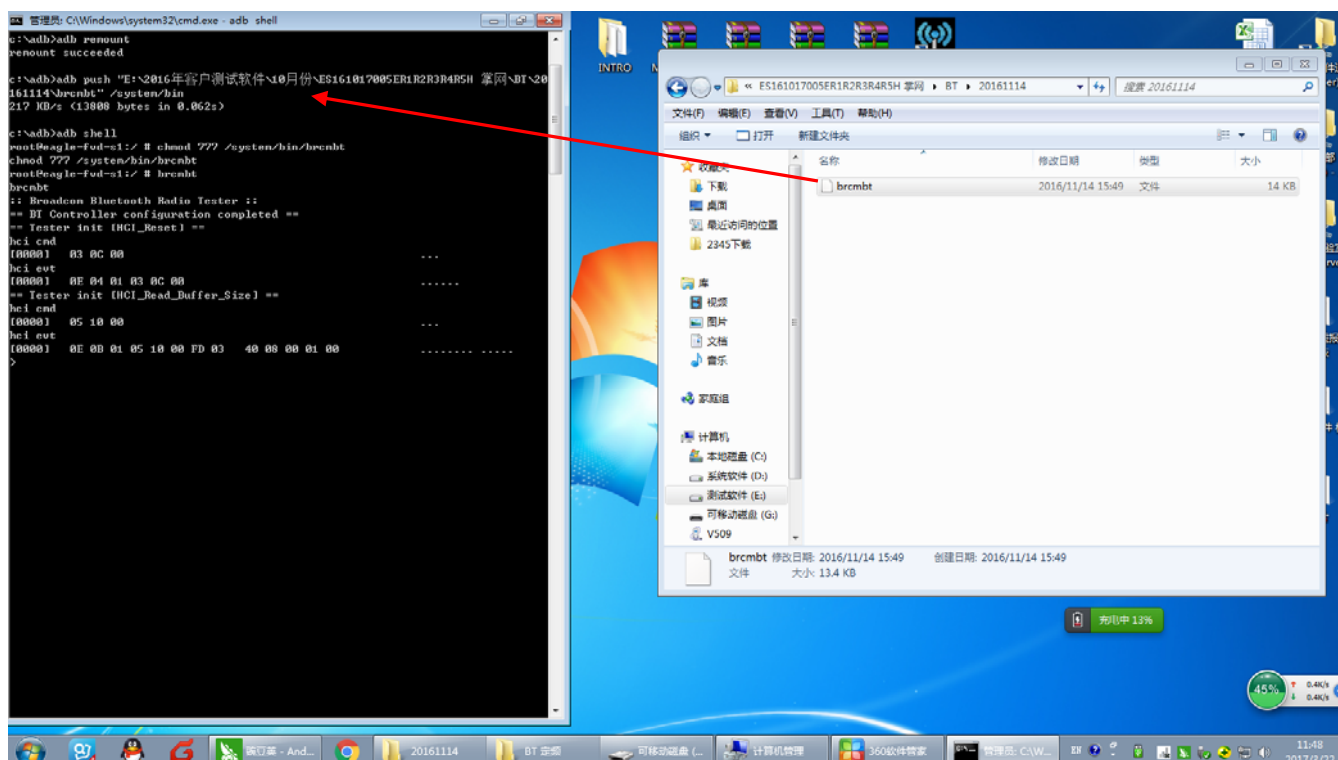 管理员: C:\Windows\system32\cmd.exe - adb shell
c:\adb>adb remount
remount succeeded
c:\adb>adb push "E:\2016年客户测试软件\10月份\ES161017005ER1R2R3R4R5H 掌网\BT\20
161114\brcmbt" /system/bin
217 KB/s (13808 bytes in 0.062s)
c:\adb>adb shell
root@eagle-fvd-s1:/ # chmod 777 /system/bin/brcmbt
chmod 777 /system/bin/brcmbt
root@eagle-fvd-s1:/ # brcmbt
brcmbt
:: Broadcom Bluetooth Radio Tester ::
== BT Controller configuration completed ==
== Tester init [HCI_Reset] ==
hci cmd
[0000] 03 0C 00 ...
hci evt
[0000] 0E 04 01 03 0C 00 ......
== Tester init [HCI_Read_Buffer_Size] ==
hci cmd
[0000] 05 10 00 ...
hci evt
[0000] 0E 0B 01 05 10 00 FD 03 40 08 00 01 00 ........ .....
>
INTRO
« ES161017005ER1R2R3R4R5H 掌网 ▸ BT ▸ 20161114
搜索 20161114
文件(F) 编辑(E) 查看(V) 工具(T) 帮助(H)
组织 打开 新建文件夹
名称 修改日期 类型 大小
brcmbt 2016/11/14 15:49 文件 14 KB
收藏夹
下载
桌面
最近访问的位置
2345下载
库
视频
图片
文档
音乐
家庭组
计算机
本地磁盘 (C:)
系统软件 (D:)
测试软件 (E:)
可移动磁盘 (G:)
V509
brcmbt 修改日期: 2016/11/14 15:49 创建日期: 2016/11/14 15:49
文件 大小: 13.4 KB
充电中 13%
45% 0.4K/s
0.4K/s
豌豆荚 - And... 20161114 BT 定频 可移动磁盘 (... 计算机管理 360软件管家 管理员: C:\W... EN 11:48